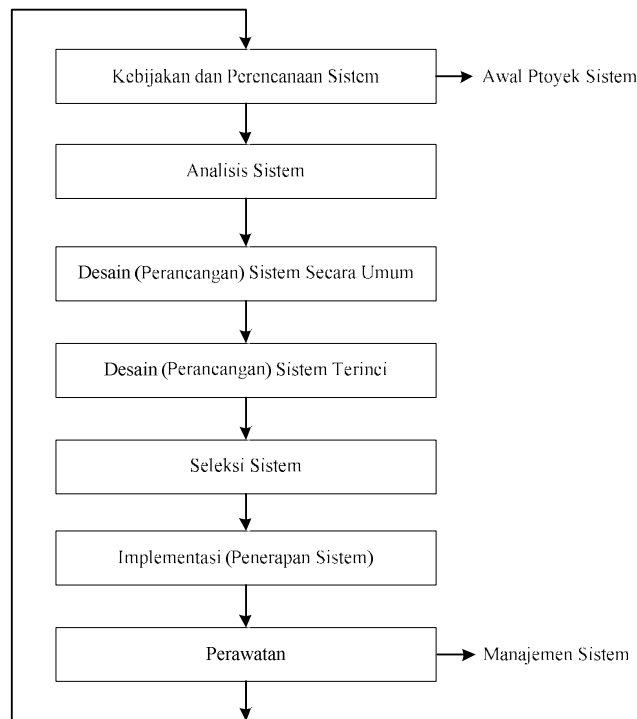 Kebijakan dan Perencanaan Sistem
Awal Ptoyek Sistem
Analisis Sistem
Desain (Perancangan) Sistem Secara Umum
Desain (Perancangan) Sistem Terinci
Seleksi Sistem
Implementasi (Penerapan Sistem)
Perawatan
Manajemen Sistem